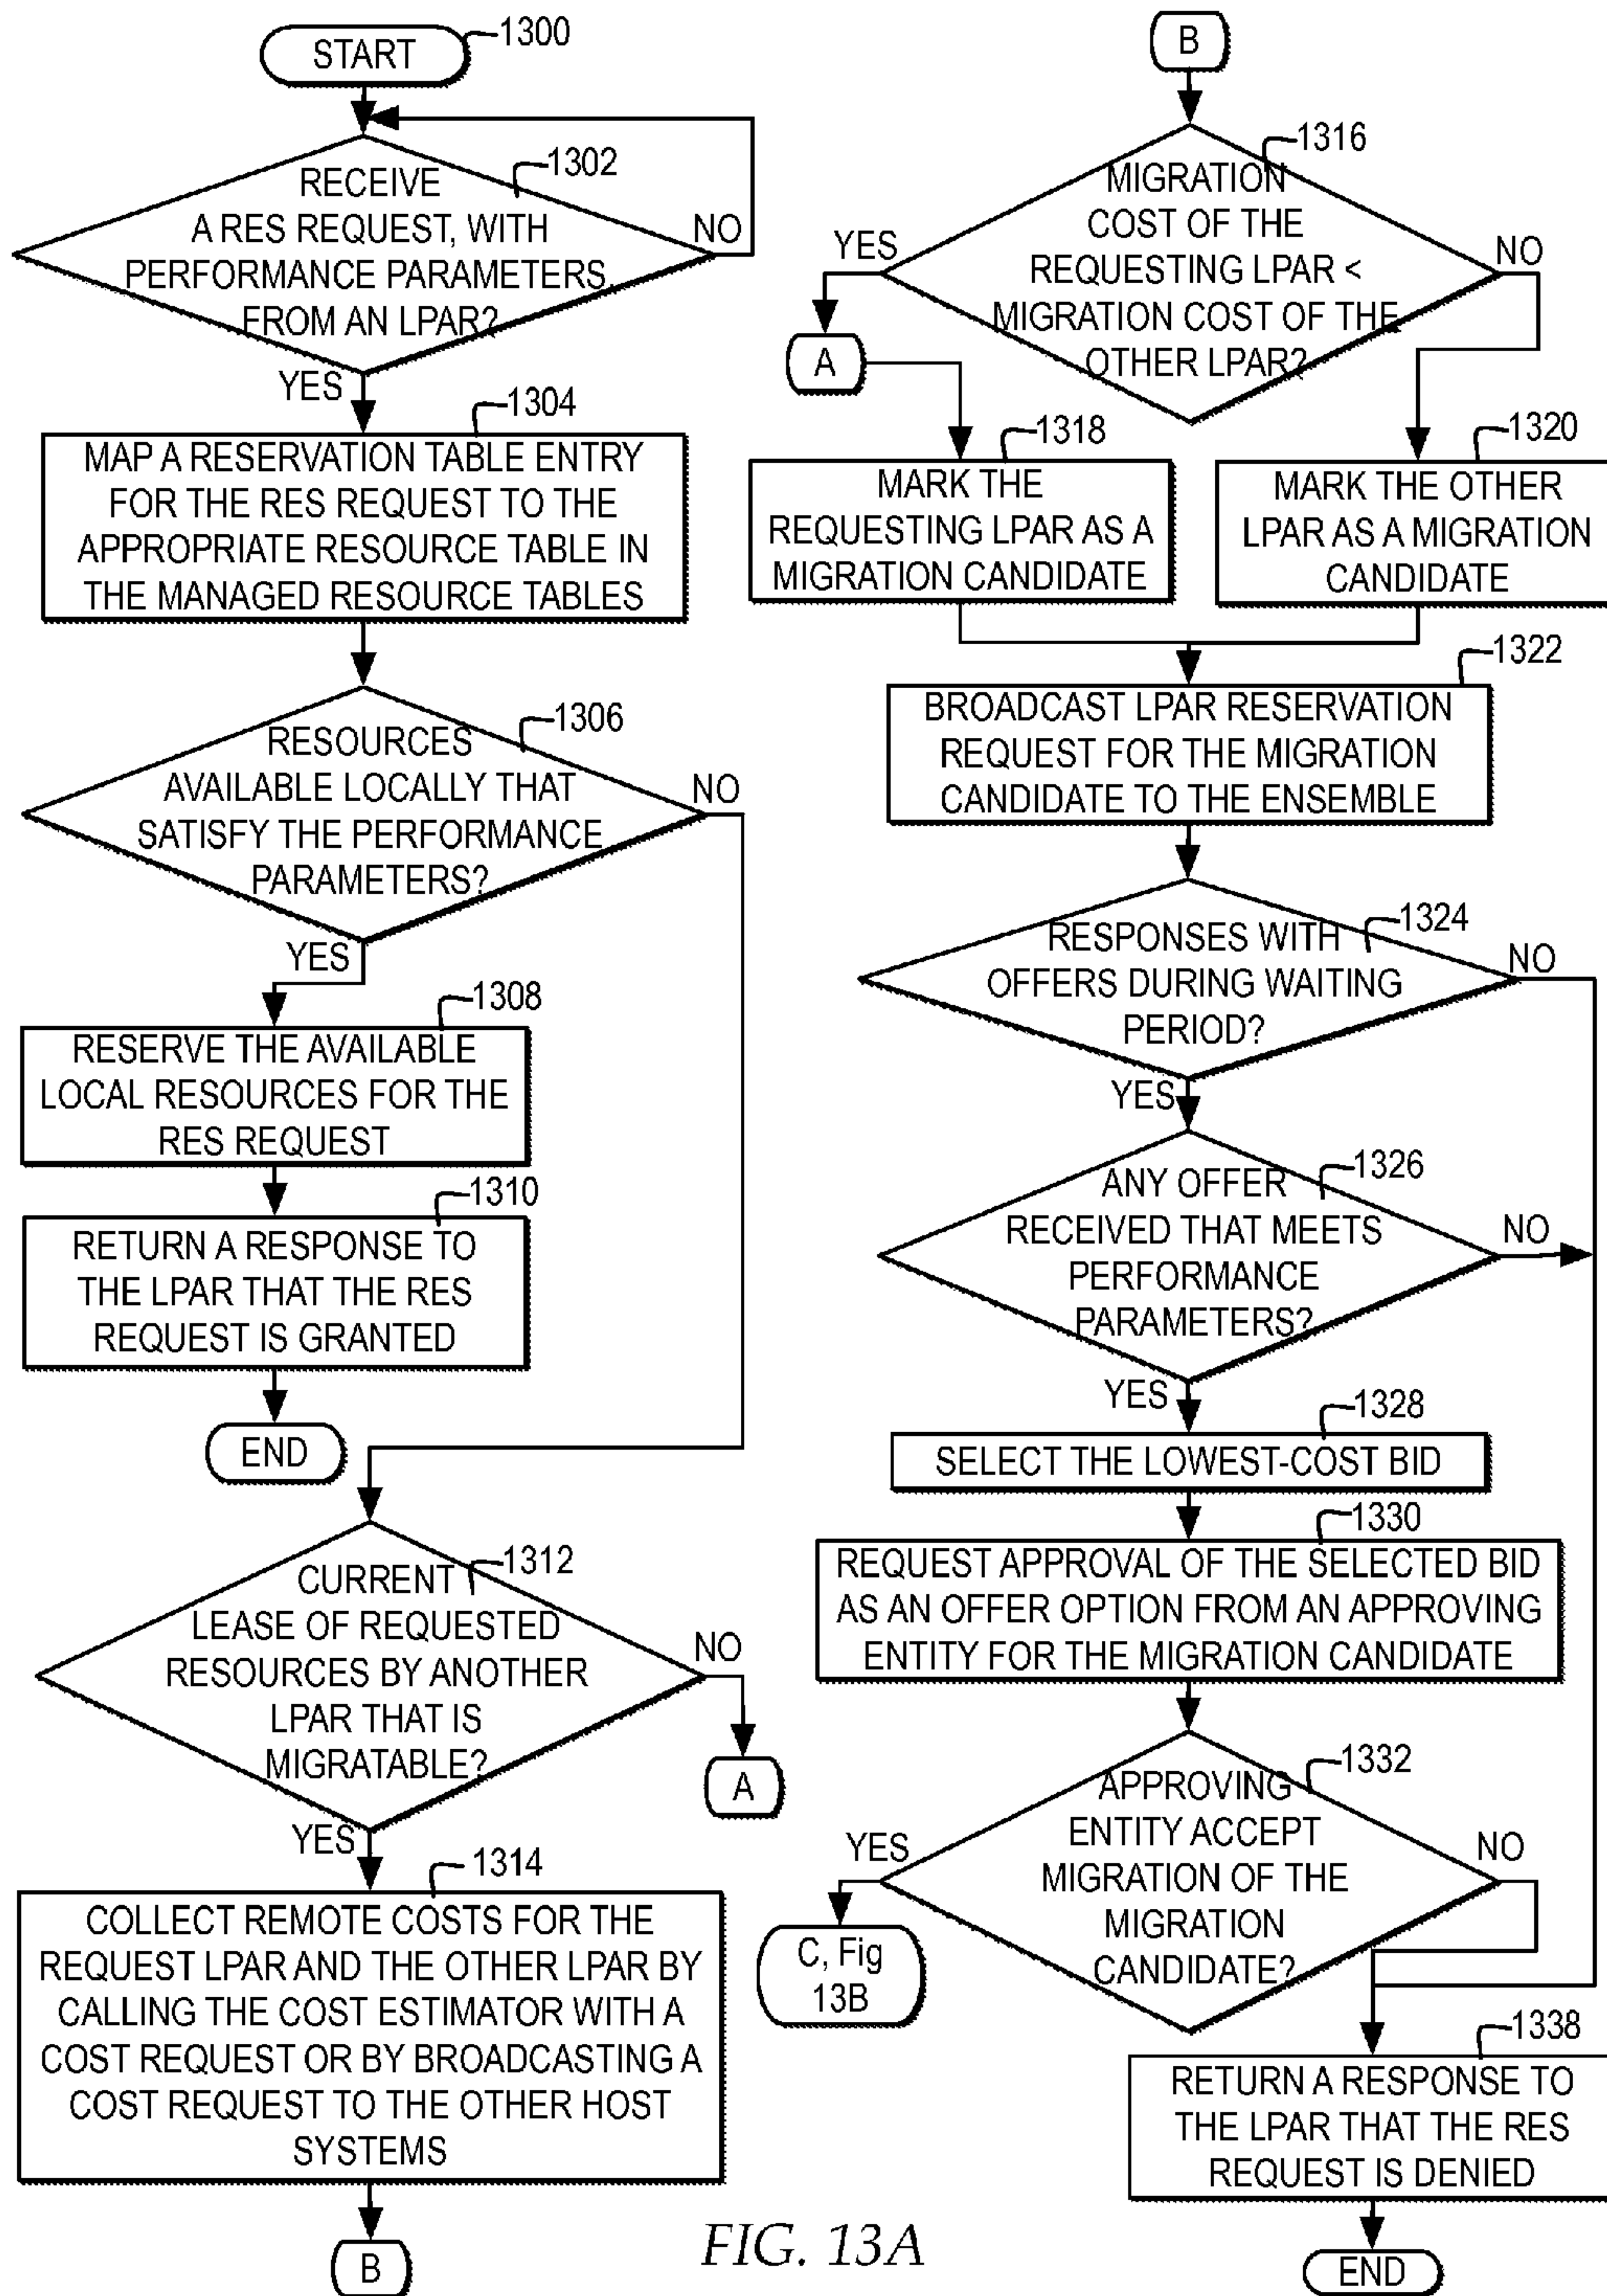 START
1300
RECEIVE
1302
A RES REQUEST, WITH
PERFORMANCE PARAMETERS,
FROM AN LPAR?
NO
YES
1304
MAP A RESERVATION TABLE ENTRY
FOR THE RES REQUEST TO THE
APPROPRIATE RESOURCE TABLE IN
THE MANAGED RESOURCE TABLES
1306
RESOURCES
AVAILABLE LOCALLY THAT
SATISFY THE PERFORMANCE
PARAMETERS?
NO
YES
1308
RESERVE THE AVAILABLE
LOCAL RESOURCES FOR THE
RES REQUEST
1310
RETURN A RESPONSE TO
THE LPAR THAT THE RES
REQUEST IS GRANTED
END
1312
CURRENT
LEASE OF REQUESTED
RESOURCES BY ANOTHER
LPAR THAT IS
MIGRATABLE?
NO
A
YES
1314
COLLECT REMOTE COSTS FOR THE
REQUEST LPAR AND THE OTHER LPAR BY
CALLING THE COST ESTIMATOR WITH A
COST REQUEST OR BY BROADCASTING A
COST REQUEST TO THE OTHER HOST
SYSTEMS
B
B
1316
MIGRATION
COST OF THE
REQUESTING LPAR <
MIGRATION COST OF THE
OTHER LPAR?
YES
NO
A
1318
MARK THE
REQUESTING LPAR AS A
MIGRATION CANDIDATE
1320
MARK THE OTHER
LPAR AS A MIGRATION
CANDIDATE
1322
BROADCAST LPAR RESERVATION
REQUEST FOR THE MIGRATION
CANDIDATE TO THE ENSEMBLE
1324
RESPONSES WITH
OFFERS DURING WAITING
PERIOD?
NO
YES
1326
ANY OFFER
RECEIVED THAT MEETS
PERFORMANCE
PARAMETERS?
NO
YES
1328
SELECT THE LOWEST-COST BID
1330
REQUEST APPROVAL OF THE SELECTED BID
AS AN OFFER OPTION FROM AN APPROVING
ENTITY FOR THE MIGRATION CANDIDATE
1332
APPROVING
ENTITY ACCEPT
MIGRATION OF THE
MIGRATION
CANDIDATE?
YES
NO
C, Fig
13B
1338
RETURN A RESPONSE TO
THE LPAR THAT THE RES
REQUEST IS DENIED
END
FIG. 13A